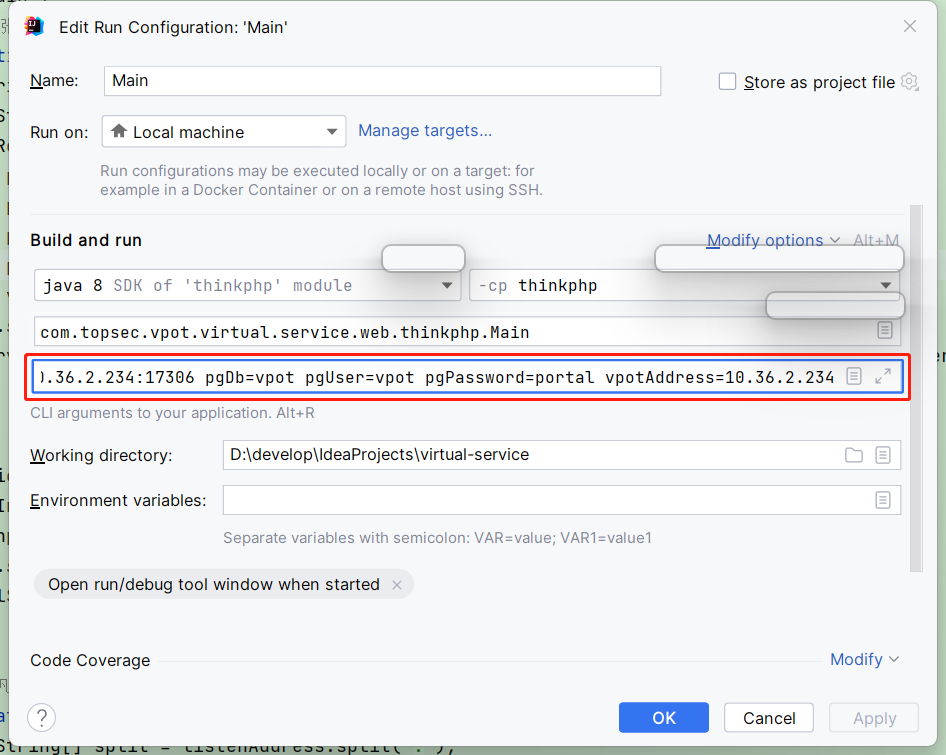 Edit Run Configuration: 'Main'
Name: Main Store as project file
Run on: Local machine Manage targets...
Run configurations may be executed locally or on a target: for
example in a Docker Container or on a remote host using SSH.
Build and run Modify options Alt+M
java 8 SDK of 'thinkphp' module -cp thinkphp
com.topsec.vpot.virtual.service.web.thinkphp.Main
.36.2.234:17306 pgDb=vpot pgUser=vpot pgPassword=portal vpotAddress=10.36.2.234
CLI arguments to your application. Alt+R
Working directory: D:\develop\IdeaProjects\virtual-service
Environment variables:
Separate variables with semicolon: VAR=value; VAR1=value1
Open run/debug tool window when started
Code Coverage Modify
? OK Cancel Apply